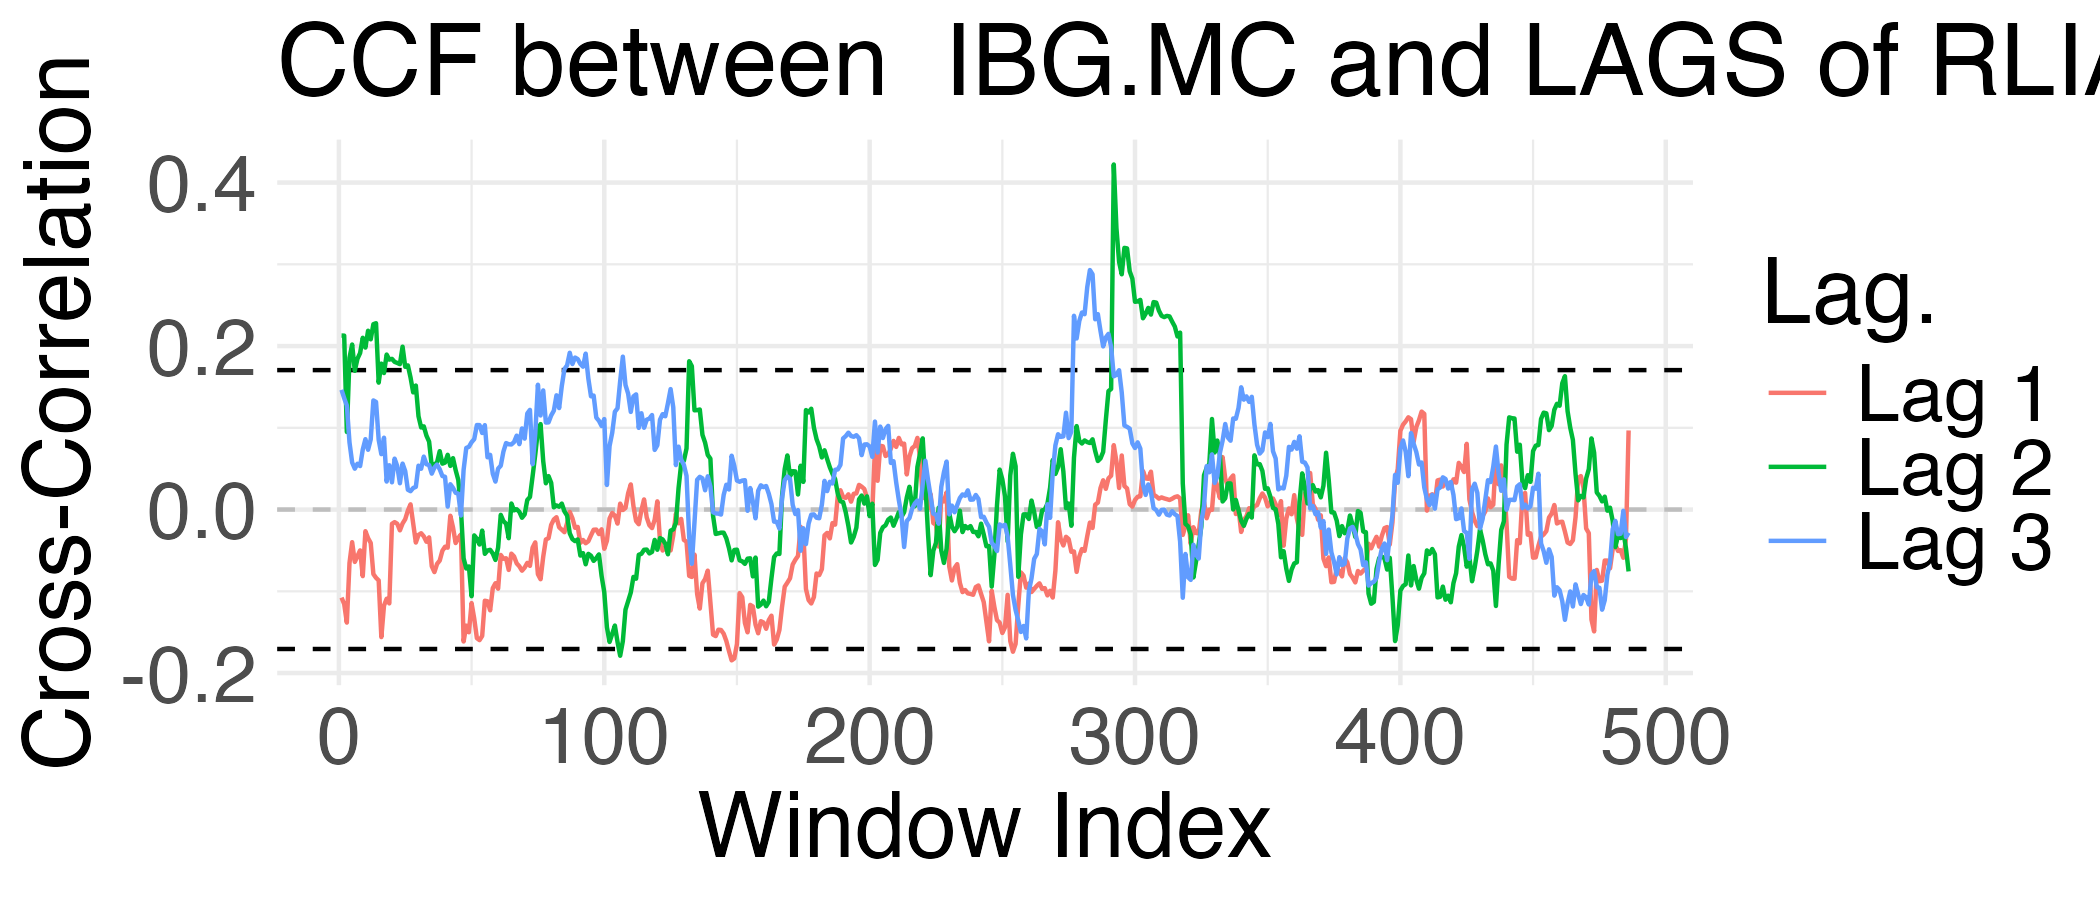 CCF between IBG.MC and LAGS of RLIA
Cross-Correlation
0.4
0.2
0.0
-0.2
0
100
200
300
400
500
Window Index
Lag.
Lag 1
Lag 2
Lag 3